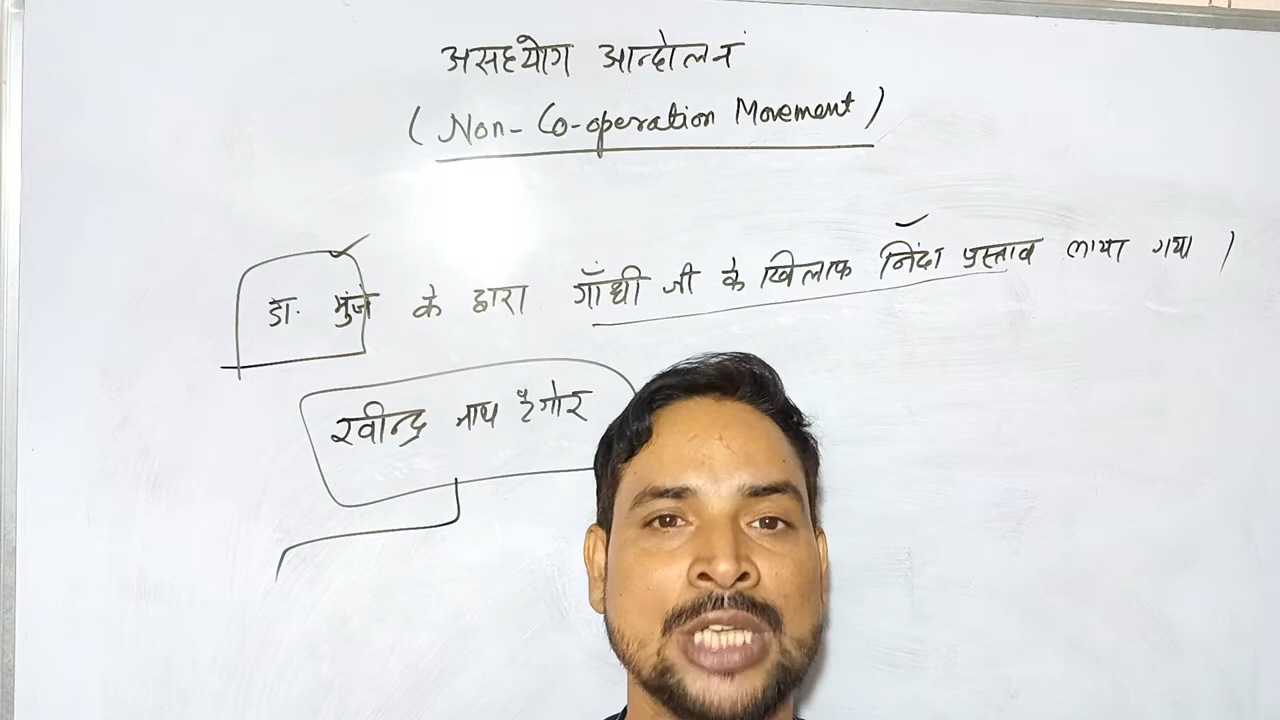 असहयोग आन्दोलन
(Non-Co-operation Movement)
डा. मुंजे के द्वारा गाँधी जी के खिलाफ निंदा प्रस्ताव लाया गया।
रवीन्द्र नाथ टैगोर